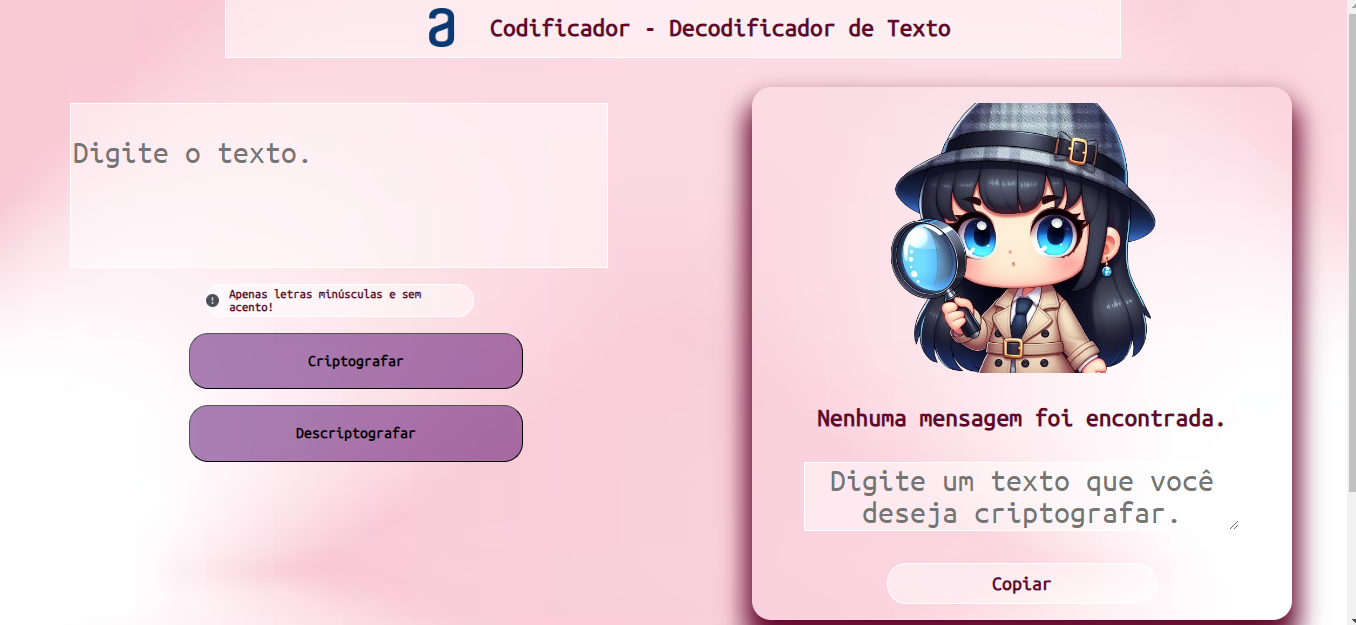 a Codificador - Decodificador de Texto
Digite o texto.
Apenas letras minúsculas e sem
acento!
Criptografar
Descriptografar
Nenhuma mensagem foi encontrada.
Digite um texto que você
deseja criptografar.
Copiar